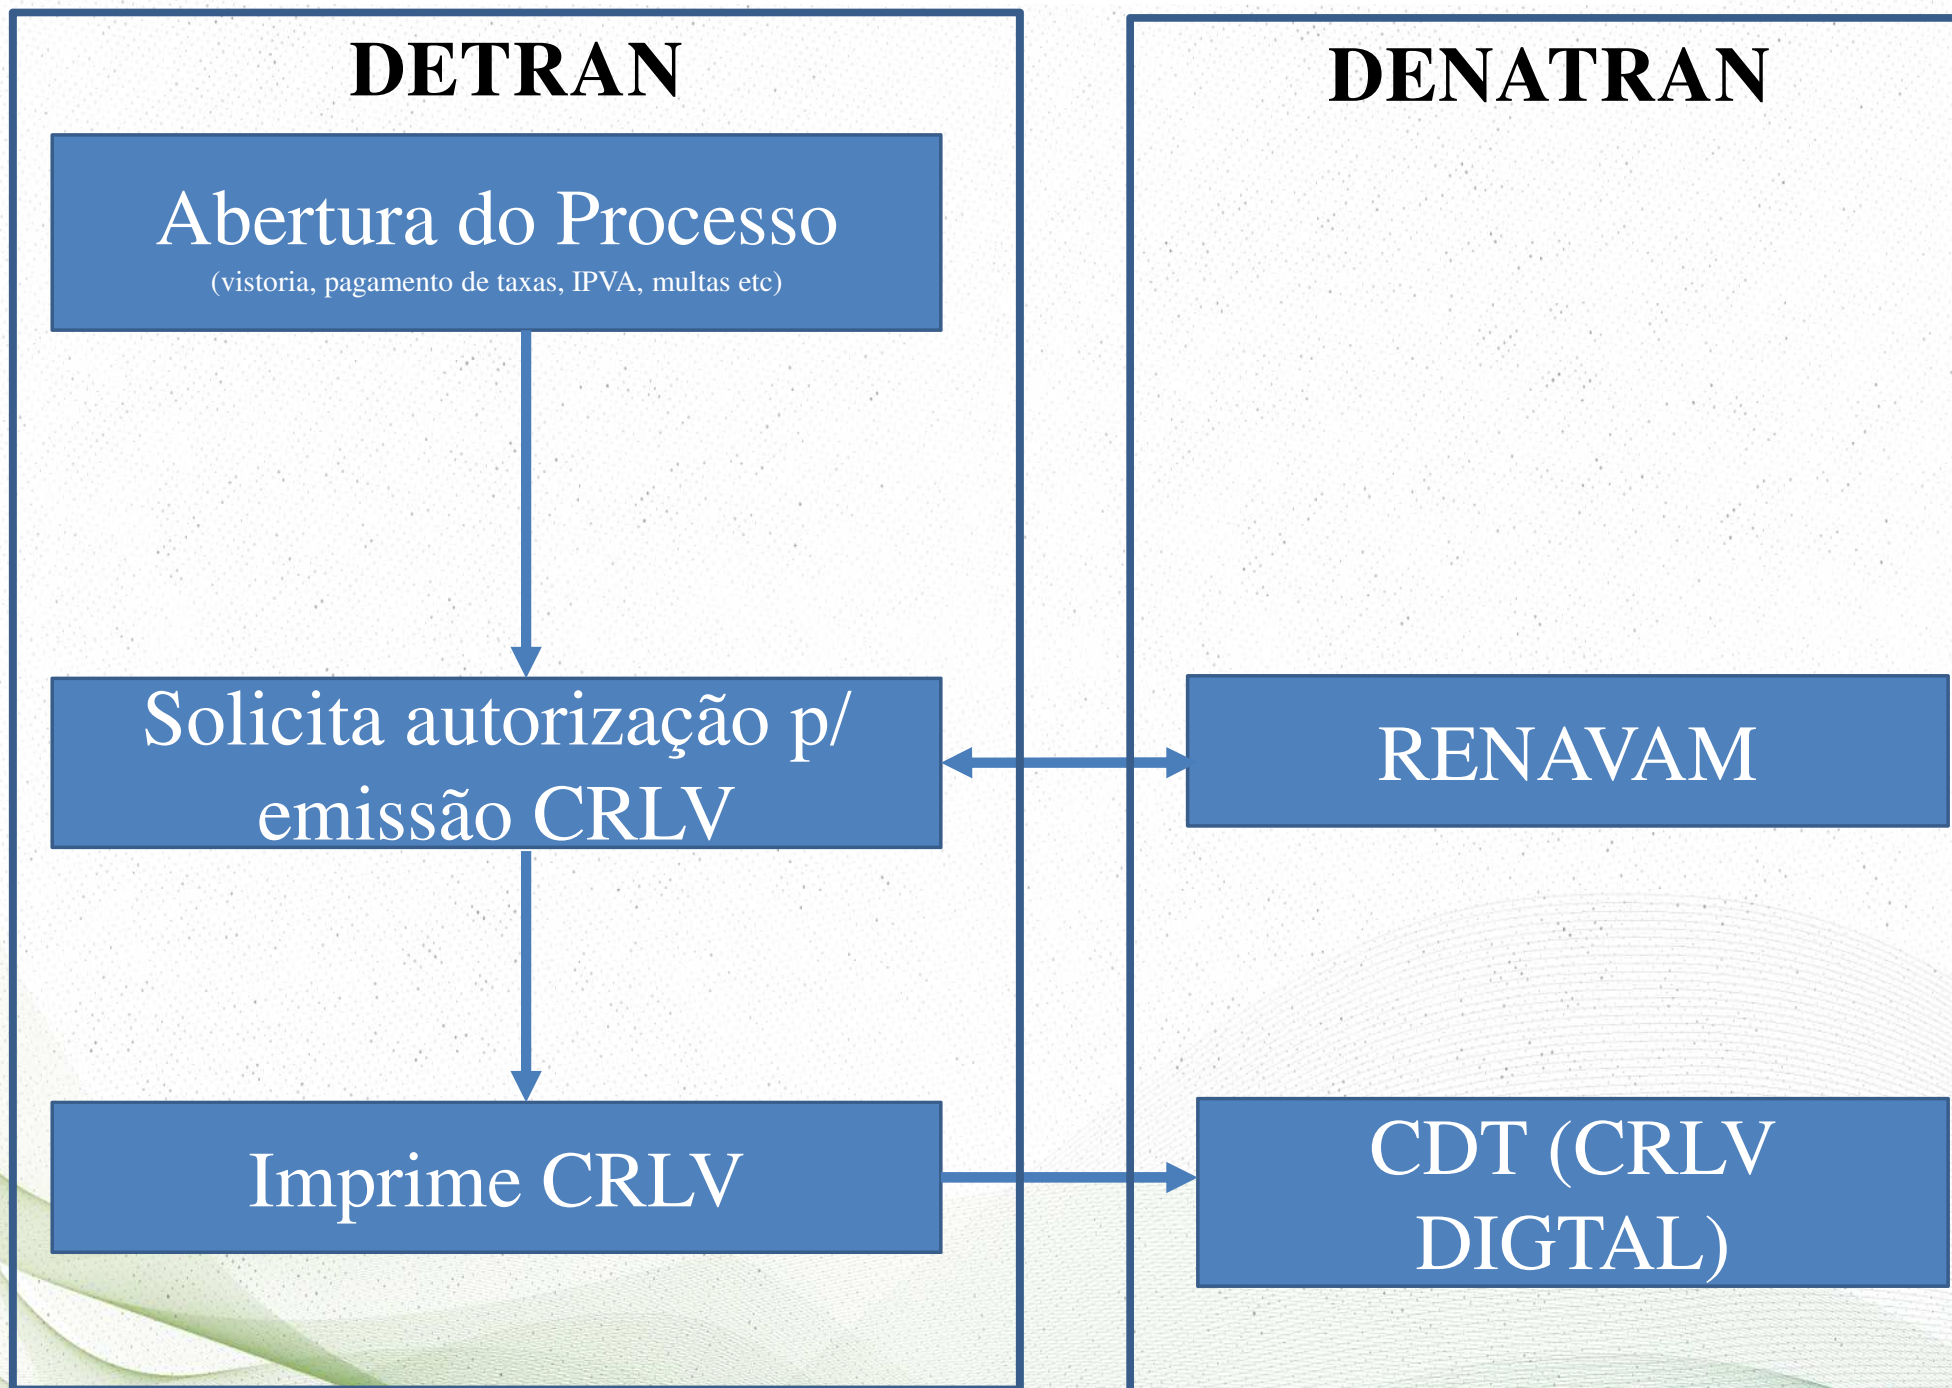 DETRAN
Abertura do Processo
(vistoria, pagamento de taxas, IPVA, multas etc)
Solicita autorização p/
emissão CRLV
Imprime CRLV
DENATRAN
RENAVAM
CDT (CRLV
DIGTAL)